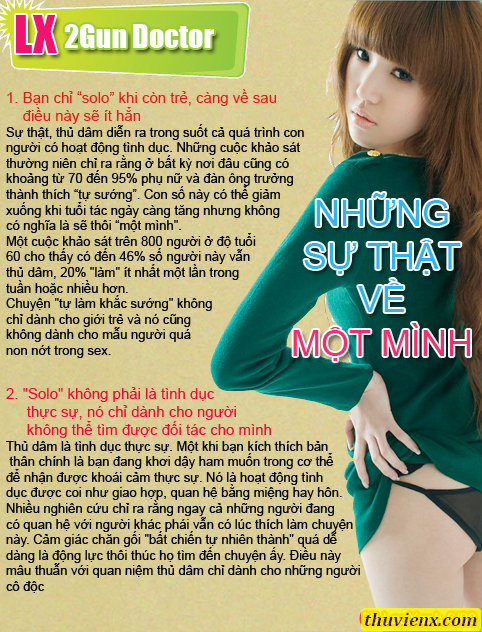 LX 2Gun Doctor
1. Bạn chỉ “solo” khi còn trẻ, càng về sau
điều này sẽ ít hẳn
Sự thật, thủ dâm diễn ra trong suốt cả quá trình con
người có hoạt động tình dục. Những cuộc khảo sát
thường niên chỉ ra rằng ở bất kỳ nơi đâu cũng có
khoảng từ 70 đến 95% phụ nữ và đàn ông trưởng
thành thích “tự sướng”. Con số này có thể giảm
xuống khi tuổi tác ngày càng tăng nhưng không
có nghĩa là sẽ thôi “một mình".
Một cuộc khảo sát trên 800 người ở độ tuổi
60 cho thấy có đến 46% số người này vẫn
thủ dâm, 20% "làm" ít nhất một lần trong
tuần hoặc nhiều hơn.
Chuyện "tự làm khắc sướng" không
chỉ dành cho giới trẻ và nó cũng
không dành cho mẫu người quá
non nớt trong sex.
NHỮNG
SỰ THẬT
VỀ
MỘT MÌNH
2. "Solo" không phải là tình dục
thực sự, nó chỉ dành cho người
không thể tìm được đối tác cho mình
Thủ dâm là tình dục thực sự. Một khi bạn kích thích bản
thân chính là bạn đang khơi dậy ham muốn trong cơ thể
để nhận được khoái cảm thực sự. Nó là hoạt động tình
dục được coi như giao hợp, quan hệ bằng miệng hay hôn.
Nhiều nghiên cứu chỉ ra rằng ngay cả những người đang
có quan hệ với người khác phái vẫn có lúc thích làm chuyện
này. Cảm giác chăn gối "bất chiến tự nhiên thành" quá dễ
dàng là động lực thôi thúc họ tìm đến chuyện ấy. Điều này
mâu thuẫn với quan niệm thủ dâm chỉ dành cho những người
cô độc
thuvienx.com